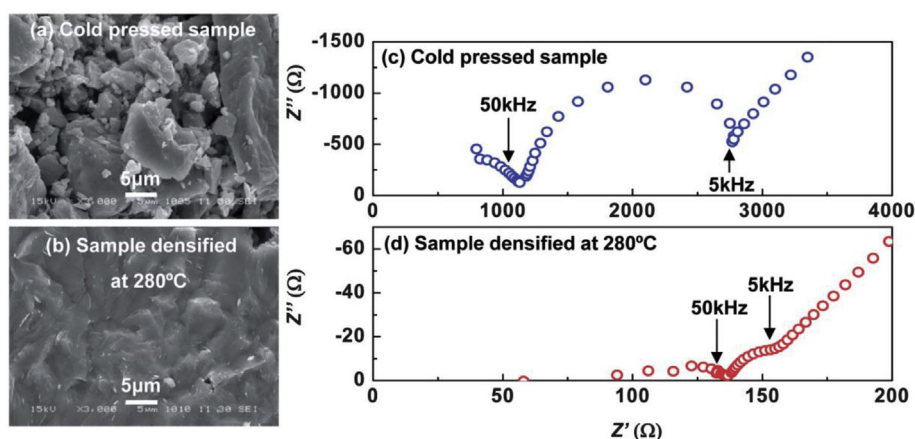 (a) Cold pressed sample
5μm
15kV X3,000 5μm 1005 11 30 SEI
(b) Sample densified
at 280ºC
5μm
15kV X3,000 5μm 1010 11 30 SEI
(c) Cold pressed sample
Z'' (Ω)
-1500
-1000
-500
0
50kHz
5kHz
0 1000 2000 3000 4000
(d) Sample densified at 280ºC
Z'' (Ω)
-60
-40
-20
0
50kHz
5kHz
0 50 100 150 200
Z' (Ω)